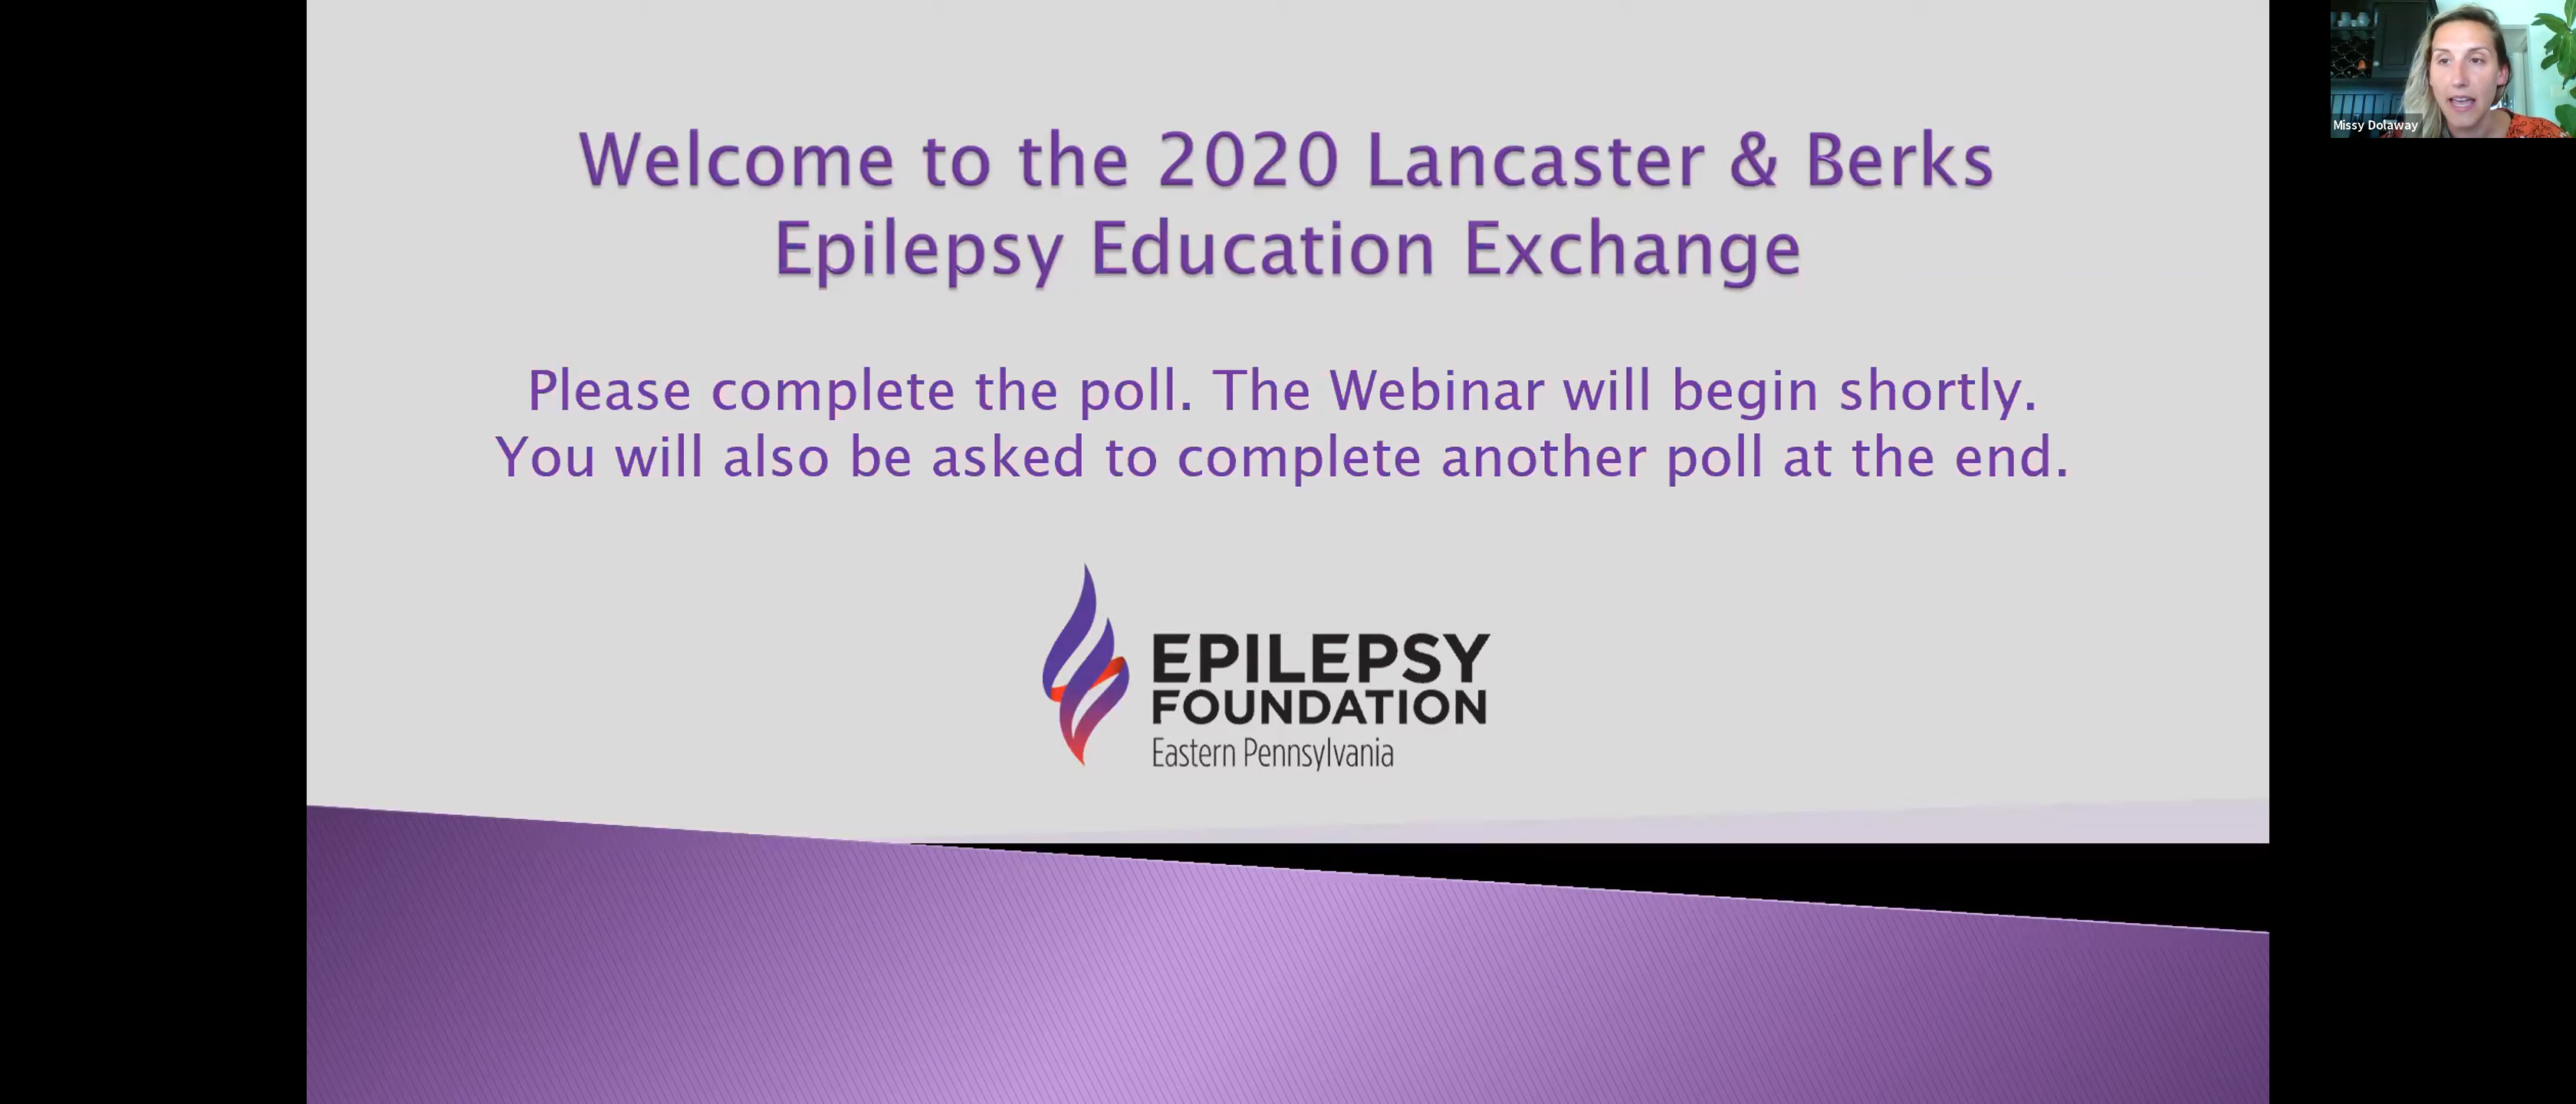 Welcome to the 2020 Lancaster & Berks
Epilepsy Education Exchange
Please complete the poll. The Webinar will begin shortly.
You will also be asked to complete another poll at the end.
EPILEPSY
FOUNDATION
Eastern Pennsylvania
Missy Dolaway